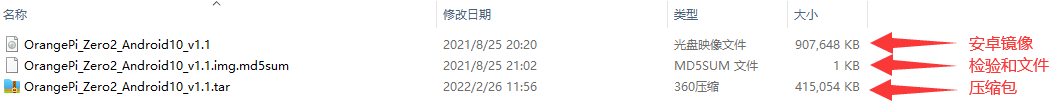 名称 修改日期 类型 大小
OrangePi_Zero2_Android10_v1.1 2021/8/25 20:20 光盘映像文件 907,648 KB 安卓镜像
OrangePi_Zero2_Android10_v1.1.img.md5sum 2021/8/25 21:02 MD5SUM 文件 1 KB 检验和文件
OrangePi_Zero2_Android10_v1.1.tar 2022/2/26 11:56 360压缩 415,054 KB 压缩包